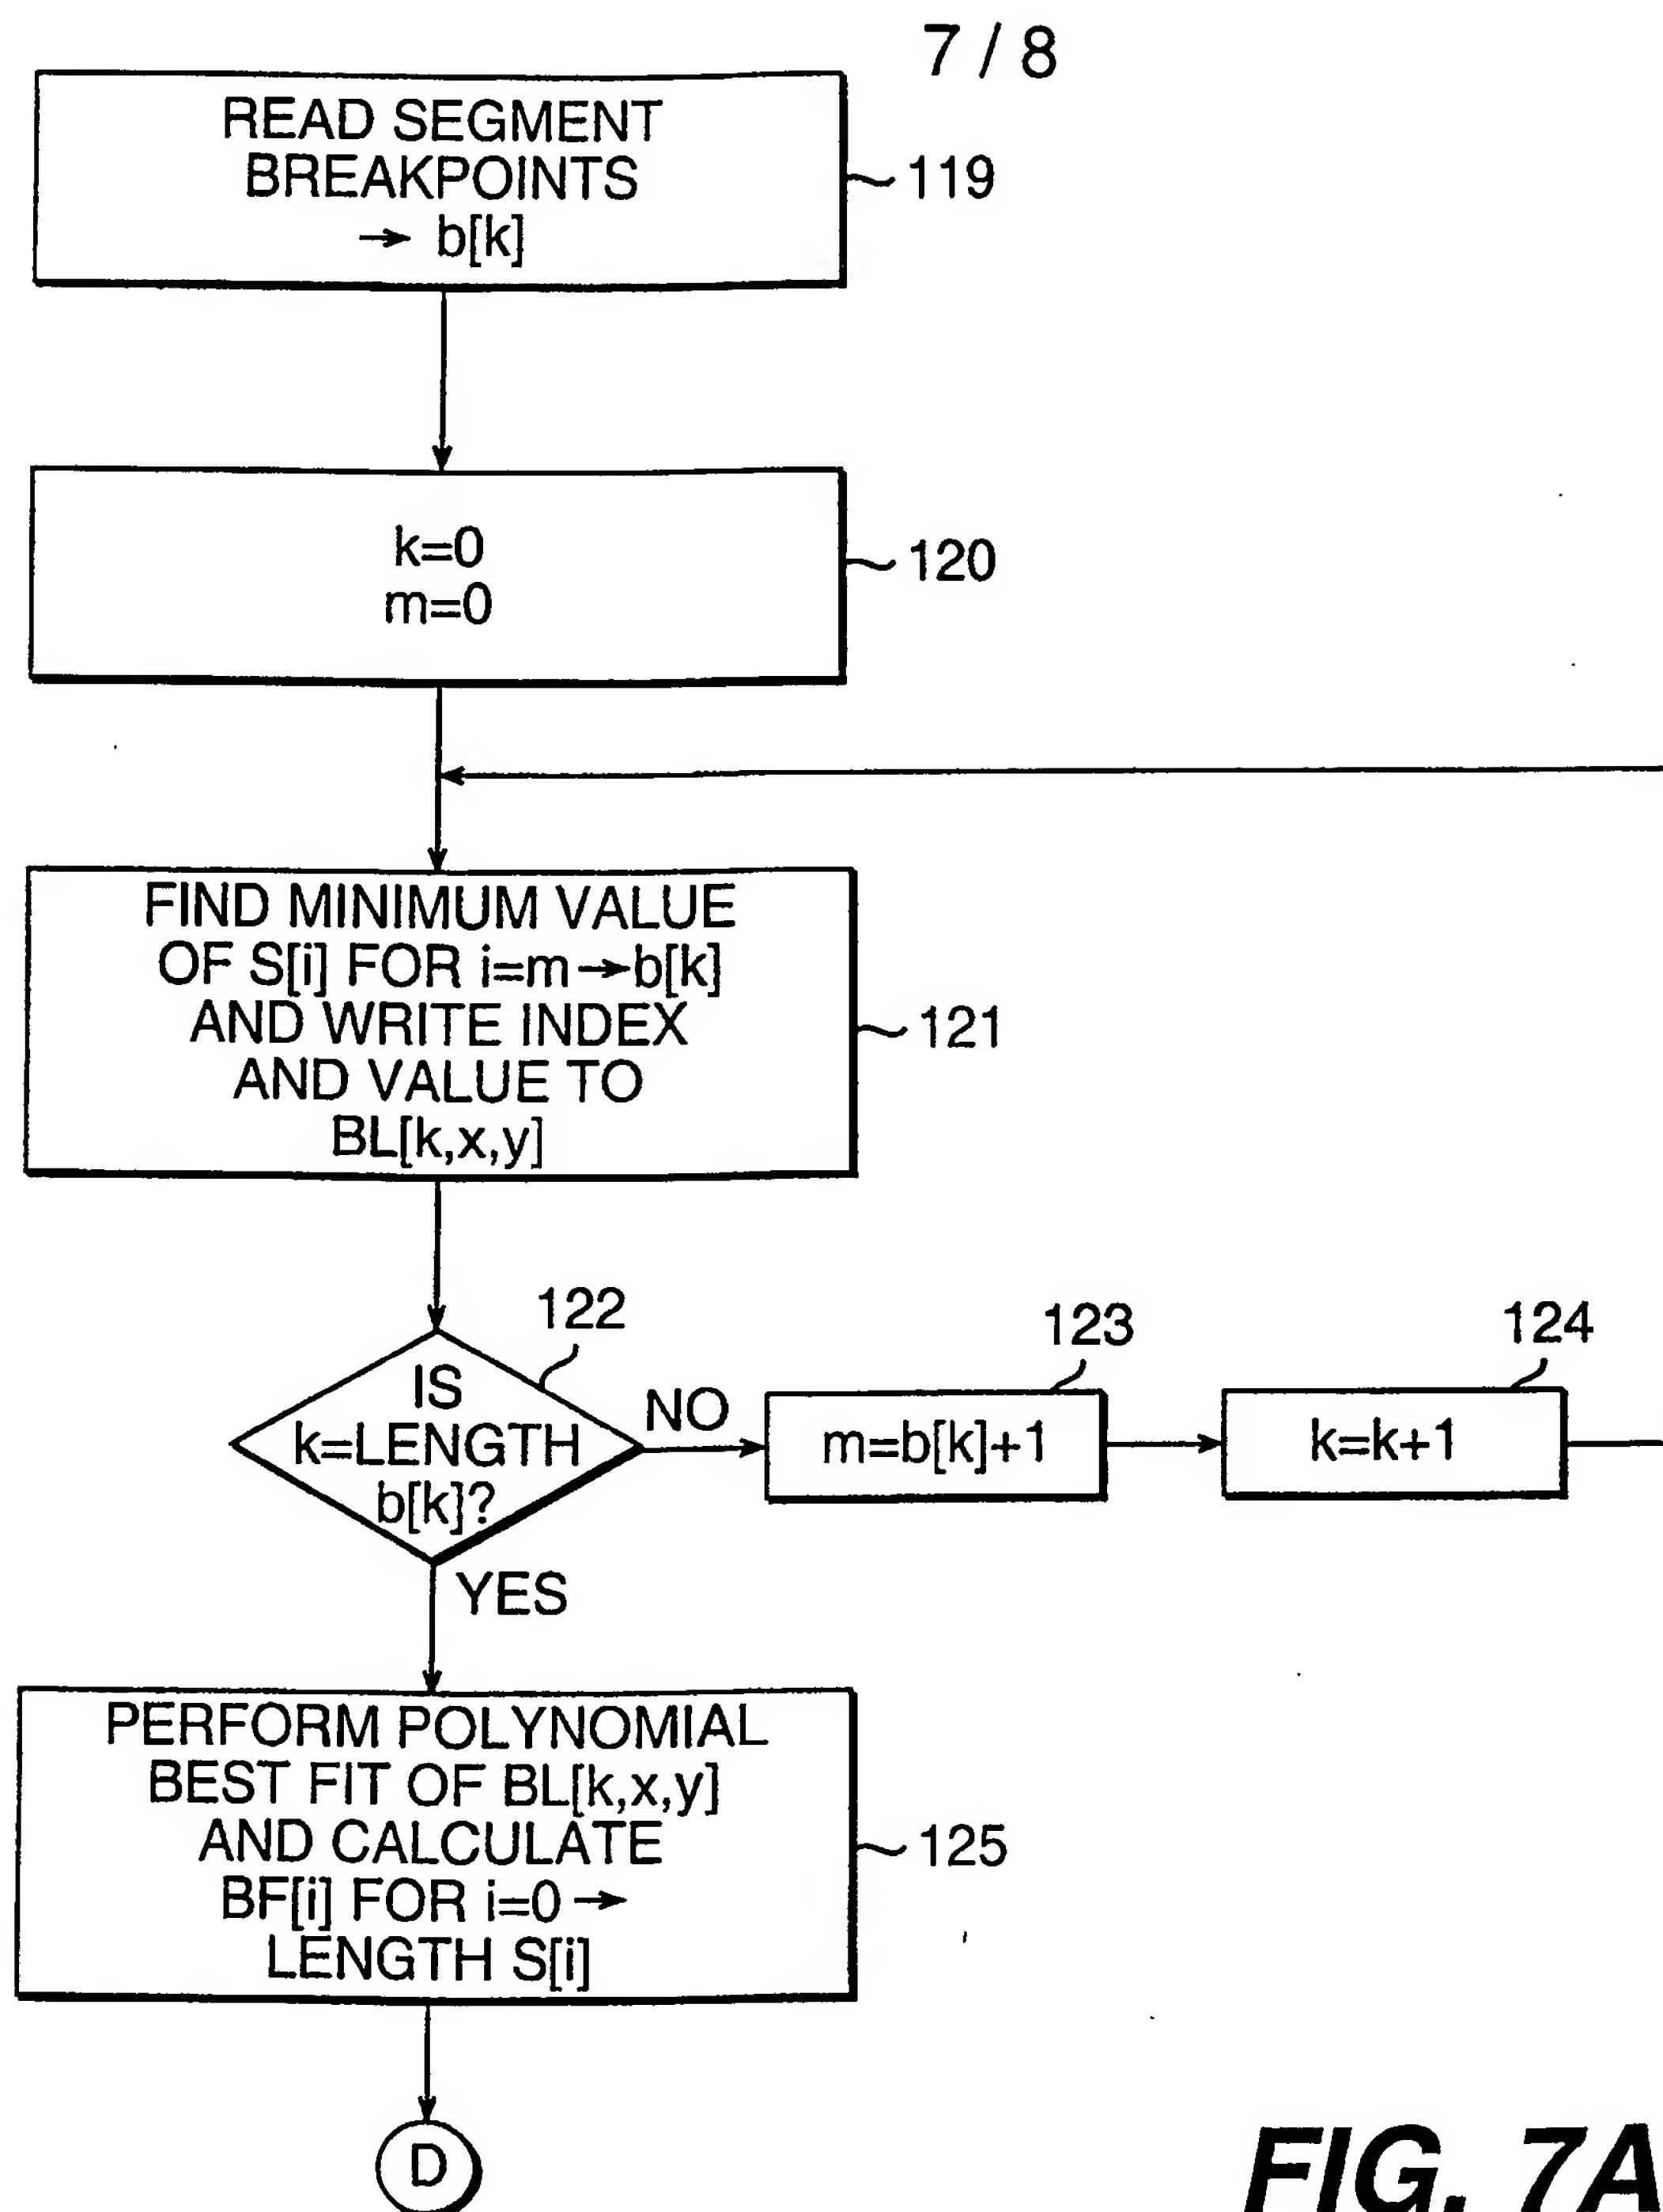 7 / 8
READ SEGMENT
BREAKPOINTS
→ b[k]
119
k=0
m=0
120
FIND MINIMUM VALUE
OF S[i] FOR i=m→b[k]
AND WRITE INDEX
AND VALUE TO
BL[k,x,y]
121
122
IS
k=LENGTH
b[k]?
NO
123
m=b[k]+1
124
k=k+1
YES
PERFORM POLYNOMIAL
BEST FIT OF BL[k,x,y]
AND CALCULATE
BF[i] FOR i=0→
LENGTH S[i]
125
D
FIG. 7A